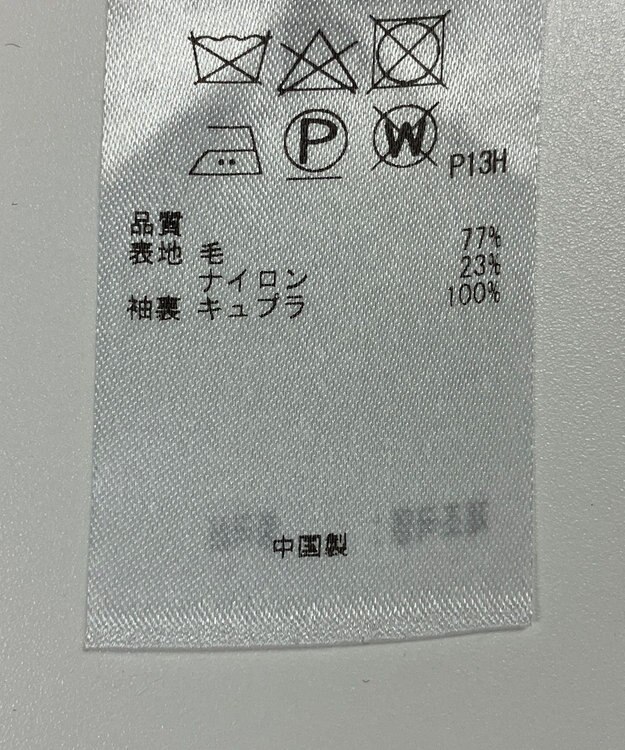 P W P13H
品質
表地 毛 77%
ナイロン 23%
袖裏 キュプラ 100%
中国製